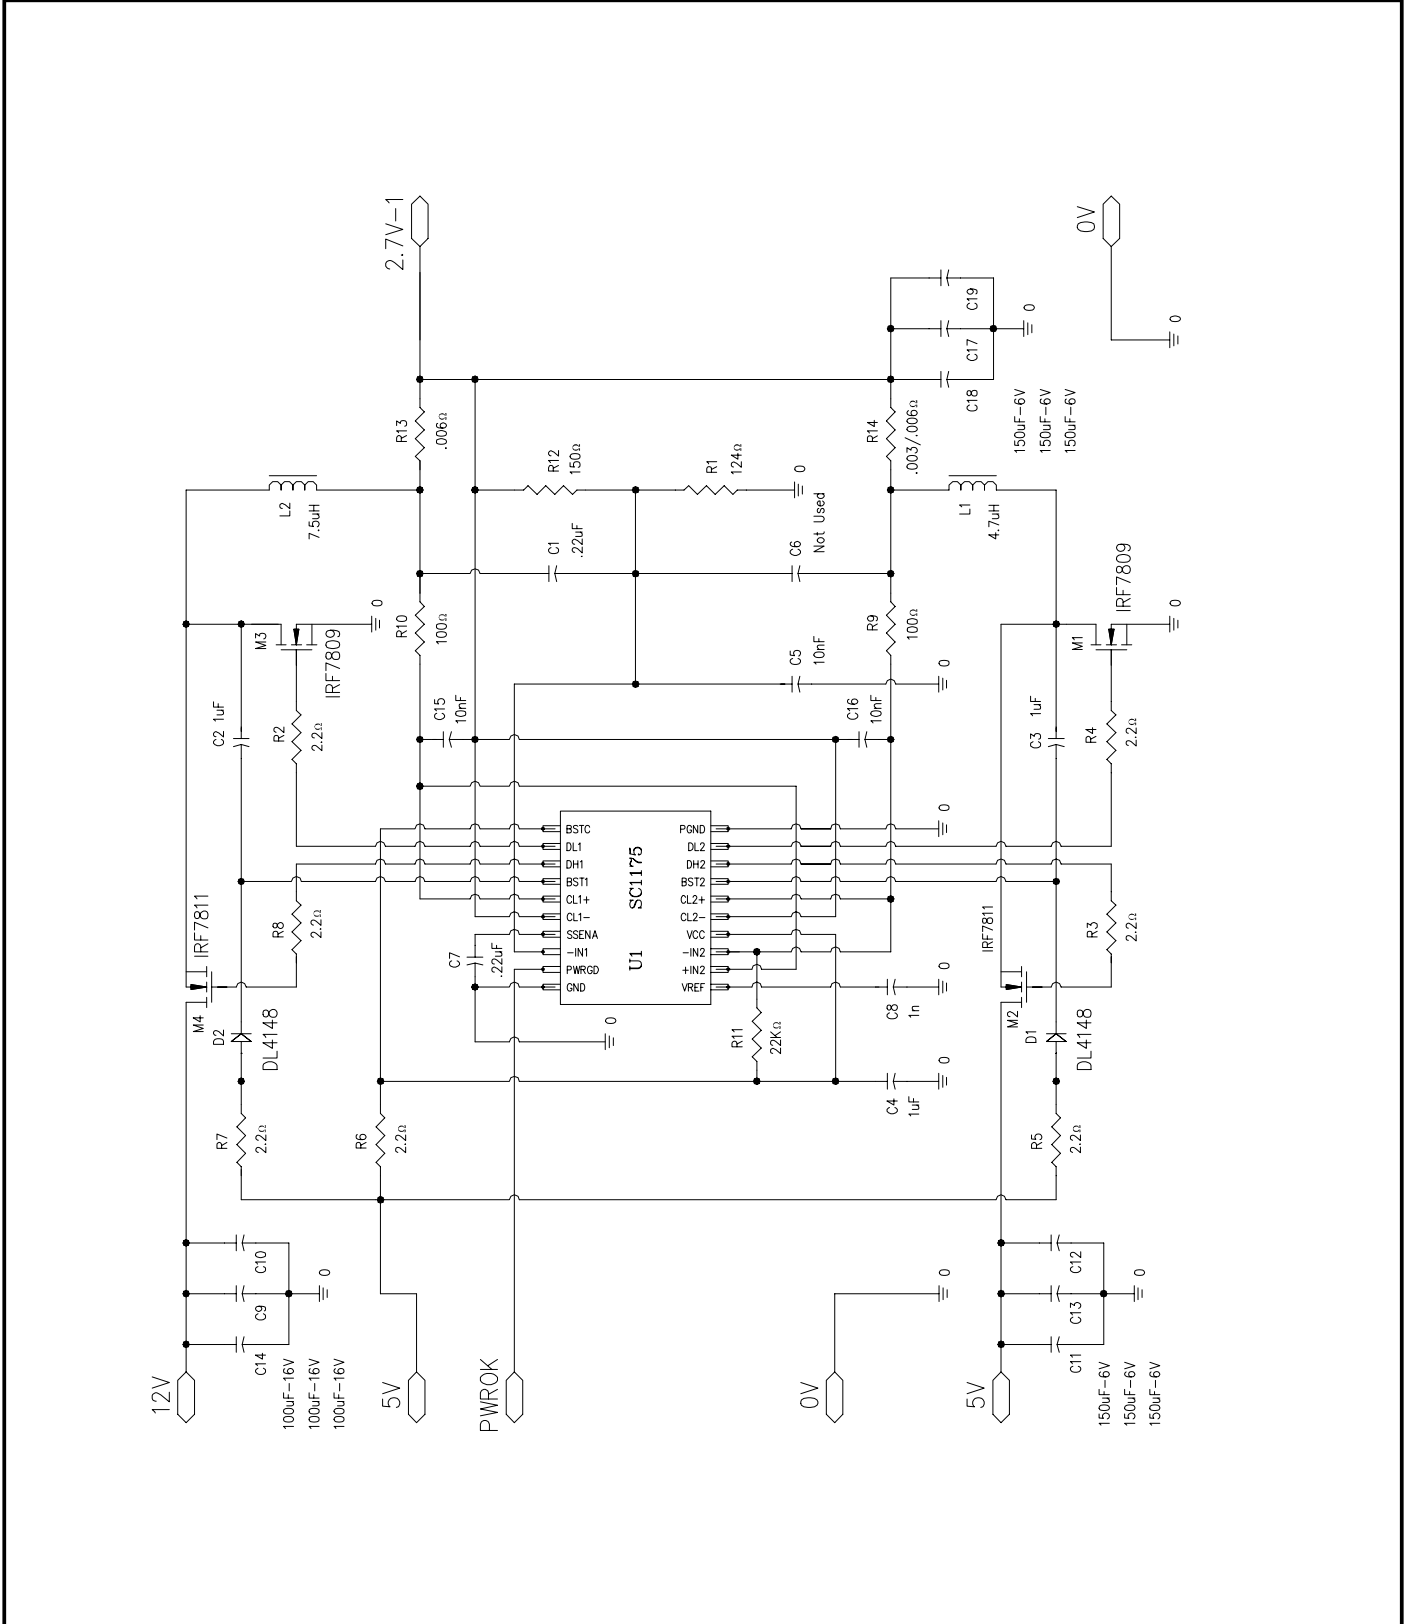 2.7V-1
0V
C19
0
C17
C18
150uF-6V
150uF-6V
150uF-6V
R13
.006Ω
R14
.003/.006Ω
R12
150Ω
R1
124Ω
0
L2
7.5uH
L1
4.7uH
C1
.22uF
C6
Not Used
M3
IRF7809
0
R10
100Ω
R9
100Ω
M1
IRF7809
0
0
C5
10nF
0
C2
1uF
R2
2.2Ω
C15
10nF
C16
10nF
C3
1uF
R4
2.2Ω
0
BSTC
DL1
DH1
BST1
CL1+
CL1-
SSENA
-IN1
PWRGD
GND
SC1175
U1
PGND
DL2
DH2
BST2
CL2+
CL2-
VCC
-IN2
+IN2
VREF
IRF7811
M4
R8
2.2Ω
C7
.22uF
0
IRF7811
M2
R3
2.2Ω
D2
DL4148
R11
22KΩ
C8
1n
0
D1
DL4148
C4
1uF
0
R7
2.2Ω
R6
2.2Ω
R5
2.2Ω
C10
C9
C14
0
100uF-16V
100uF-16V
100uF-16V
12V
5V
PWROK
0V
0
5V
C12
C13
C11
0
150uF-6V
150uF-6V
150uF-6V